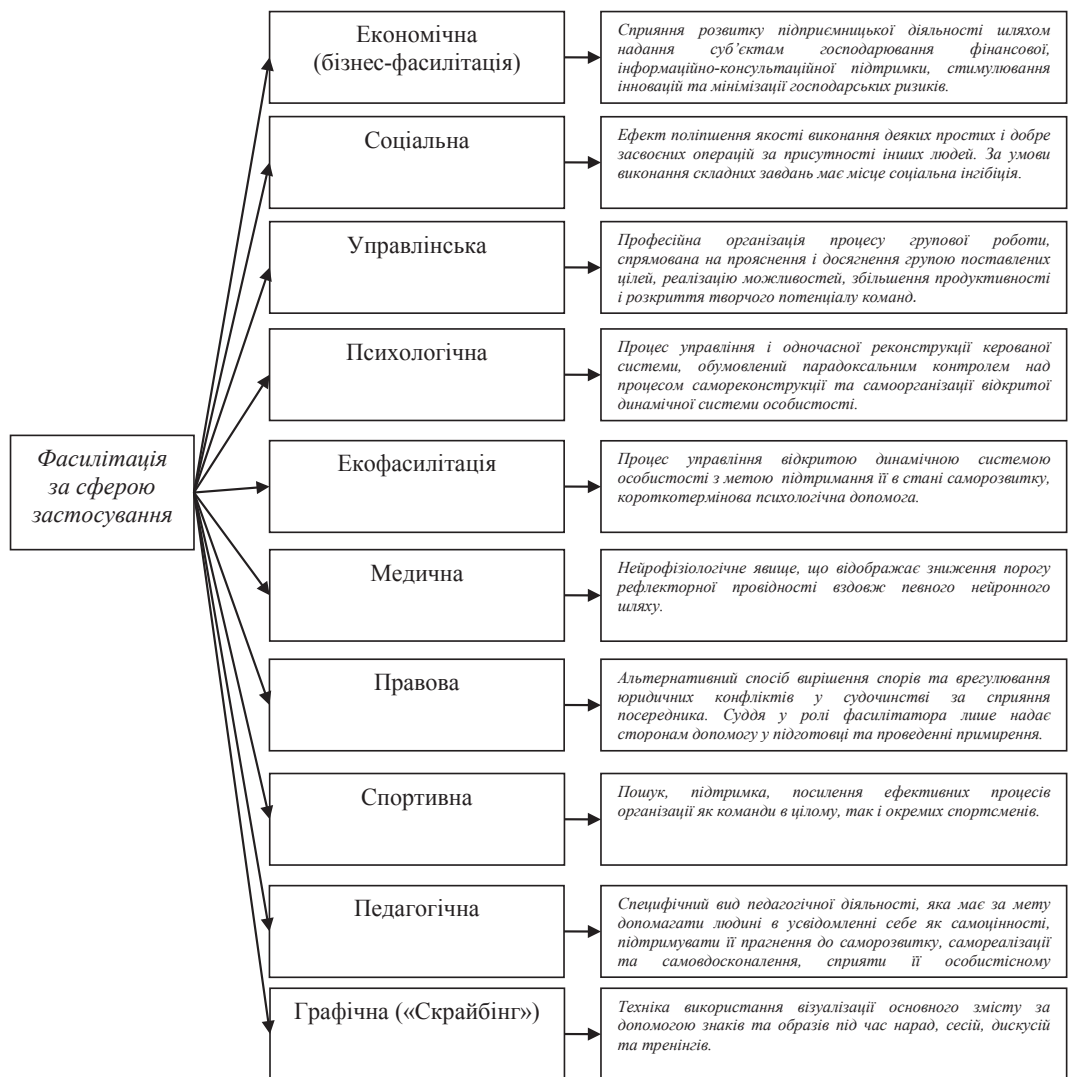 Фасилітація
за сферою
застосування
Економічна
(бізнес-фасилітація)
Сприяння розвитку підприємницької діяльності шляхом
надання суб’єктам господарювання фінансової,
інформаційно-консультаційної підтримки, стимулювання
інновацій та мінімізації господарських ризиків.
Соціальна
Ефект поліпшення якості виконання деяких простих і добре
засвоєних операцій за присутності інших людей. За умови
виконання складних завдань має місце соціальна інгібіція.
Управлінська
Професійна організація процесу групової роботи,
спрямована на прояснення і досягнення групою поставлених
цілей, реалізацію можливостей, збільшення продуктивності
і розкриття творчого потенціалу команд.
Психологічна
Процес управління і одночасної реконструкції керованої
системи, обумовлений парадоксальним контролем над
процесом самореконструкції та самоорганізації відкритої
динамічної системи особистості.
Екофасилітація
Процес управління відкритою динамічною системою
особистості з метою підтримання її в стані саморозвитку,
короткотермінова психологічна допомога.
Медична
Нейрофізіологічне явище, що відображає зниження порогу
рефлекторної провідності вздовж певного нейронного
шляху.
Правова
Альтернативний спосіб вирішення спорів та врегулювання
юридичних конфліктів у судочинстві за сприяння
посередника. Суддя у ролі фасилітатора лише надає
сторонам допомогу у підготовці та проведенні примирення.
Спортивна
Пошук, підтримка, посилення ефективних процесів
організації як команди в цілому, так і окремих спортсменів.
Педагогічна
Специфічний вид педагогічної діяльності, яка має за мету
допомагати людині в усвідомленні себе як самоцінності,
підтримувати її прагнення до саморозвитку, самореалізації
та самовдосконалення, сприяти її особистісному
Графічна («Скрайбінг»)
Техніка використання візуалізації основного змісту за
допомогою знаків та образів під час нарад, сесій, дискусій
та тренінгів.